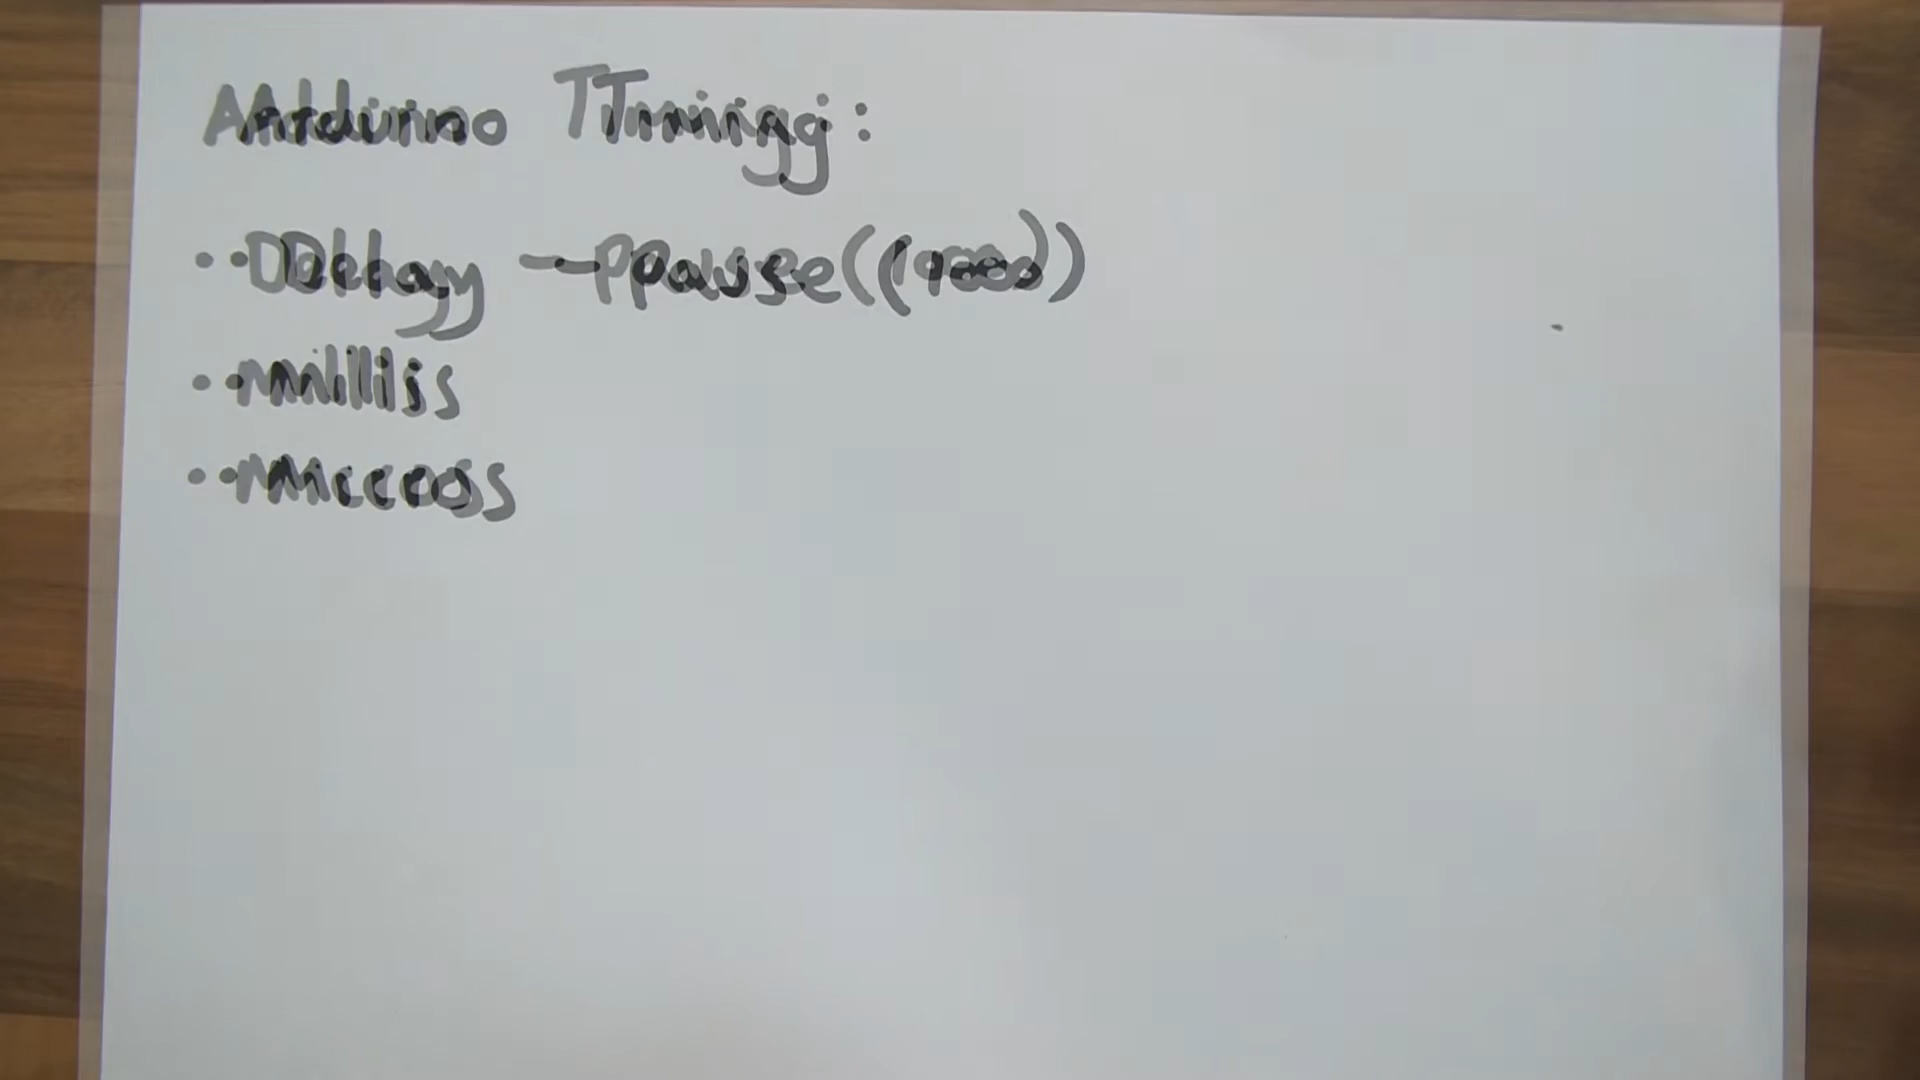 Arduino Timing:
• Delay - Pause (1000)
• Millis
• Micros